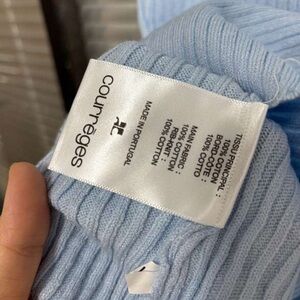 courrèges
MADE IN PORTUGAL
TISSU PRINCIPAL :
100% COTON
BORD-COTE :
100% COTON
MAIN FABRIC :
100% COTTON
RIB-KNIT :
100% COTTON